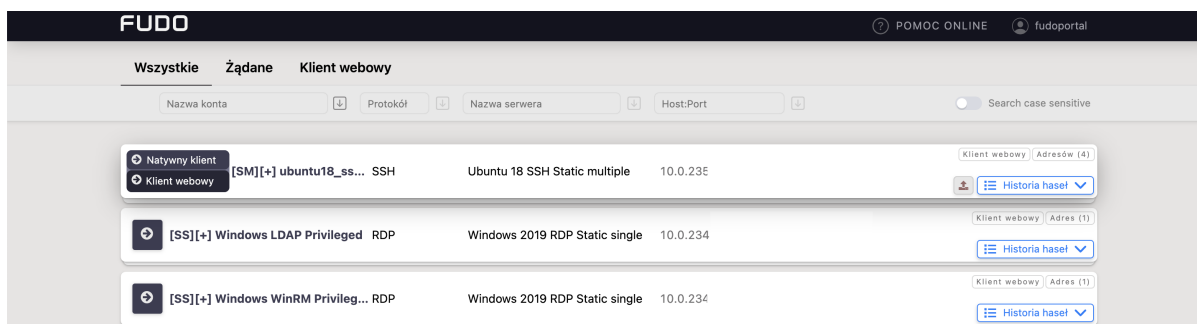 FUDO
POMOC ONLINE
fudoportal
Wszystkie Żądane Klient webowy
Nazwa konta Protokół Nazwa serwera Host:Port Search case sensitive
Natywny klient
Klient webowy
[SM][+] ubuntu18_ss... SSH Ubuntu 18 SSH Static multiple 10.0.235
Klient webowy Adresów (4)
Historia haseł
[SS][+] Windows LDAP Privileged RDP Windows 2019 RDP Static single 10.0.234
Klient webowy Adres (1)
Historia haseł
[SS][+] Windows WinRM Privileg... RDP Windows 2019 RDP Static single 10.0.234
Klient webowy Adres (1)
Historia haseł